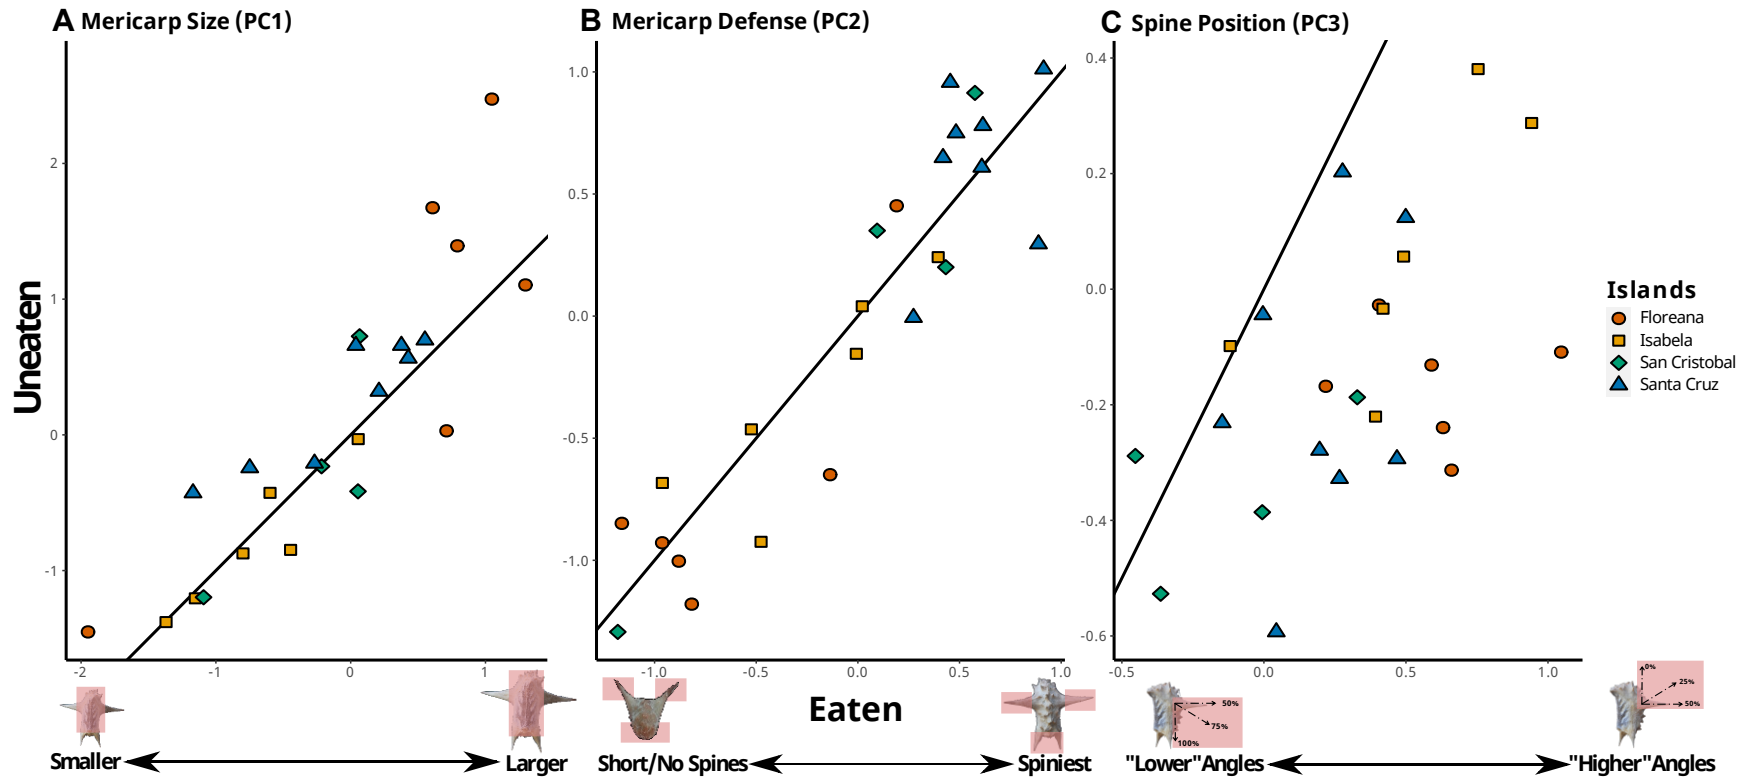 A Mericarp Size (PC1)
B Mericarp Defense (PC2)
C Spine Position (PC3)
Uneaten
2
1
0
-1
-2
-1
0
1
1.0
0.5
0.0
-0.5
-1.0
-1.0
-0.5
0.0
0.5
1.0
0.4
0.2
0.0
-0.2
-0.4
-0.6
-0.5
0.0
0.5
1.0
Islands
Floreana
Isabela
San Cristobal
Santa Cruz
Eaten
50%
75%
100%
0%
25%
50%
Smaller
Larger
Short/No Spines
Spiniest
"Lower"Angles
"Higher"Angles